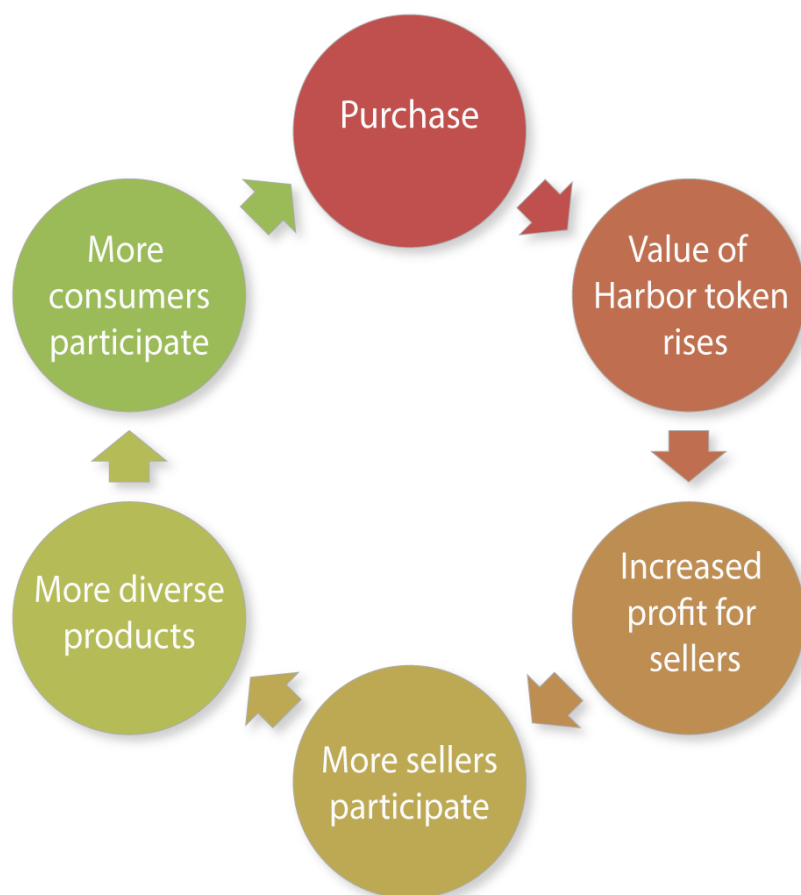 Purchase
Value of
Harbor token
rises
Increased
profit for
sellers
More sellers
participate
More diverse
products
More
consumers
participate